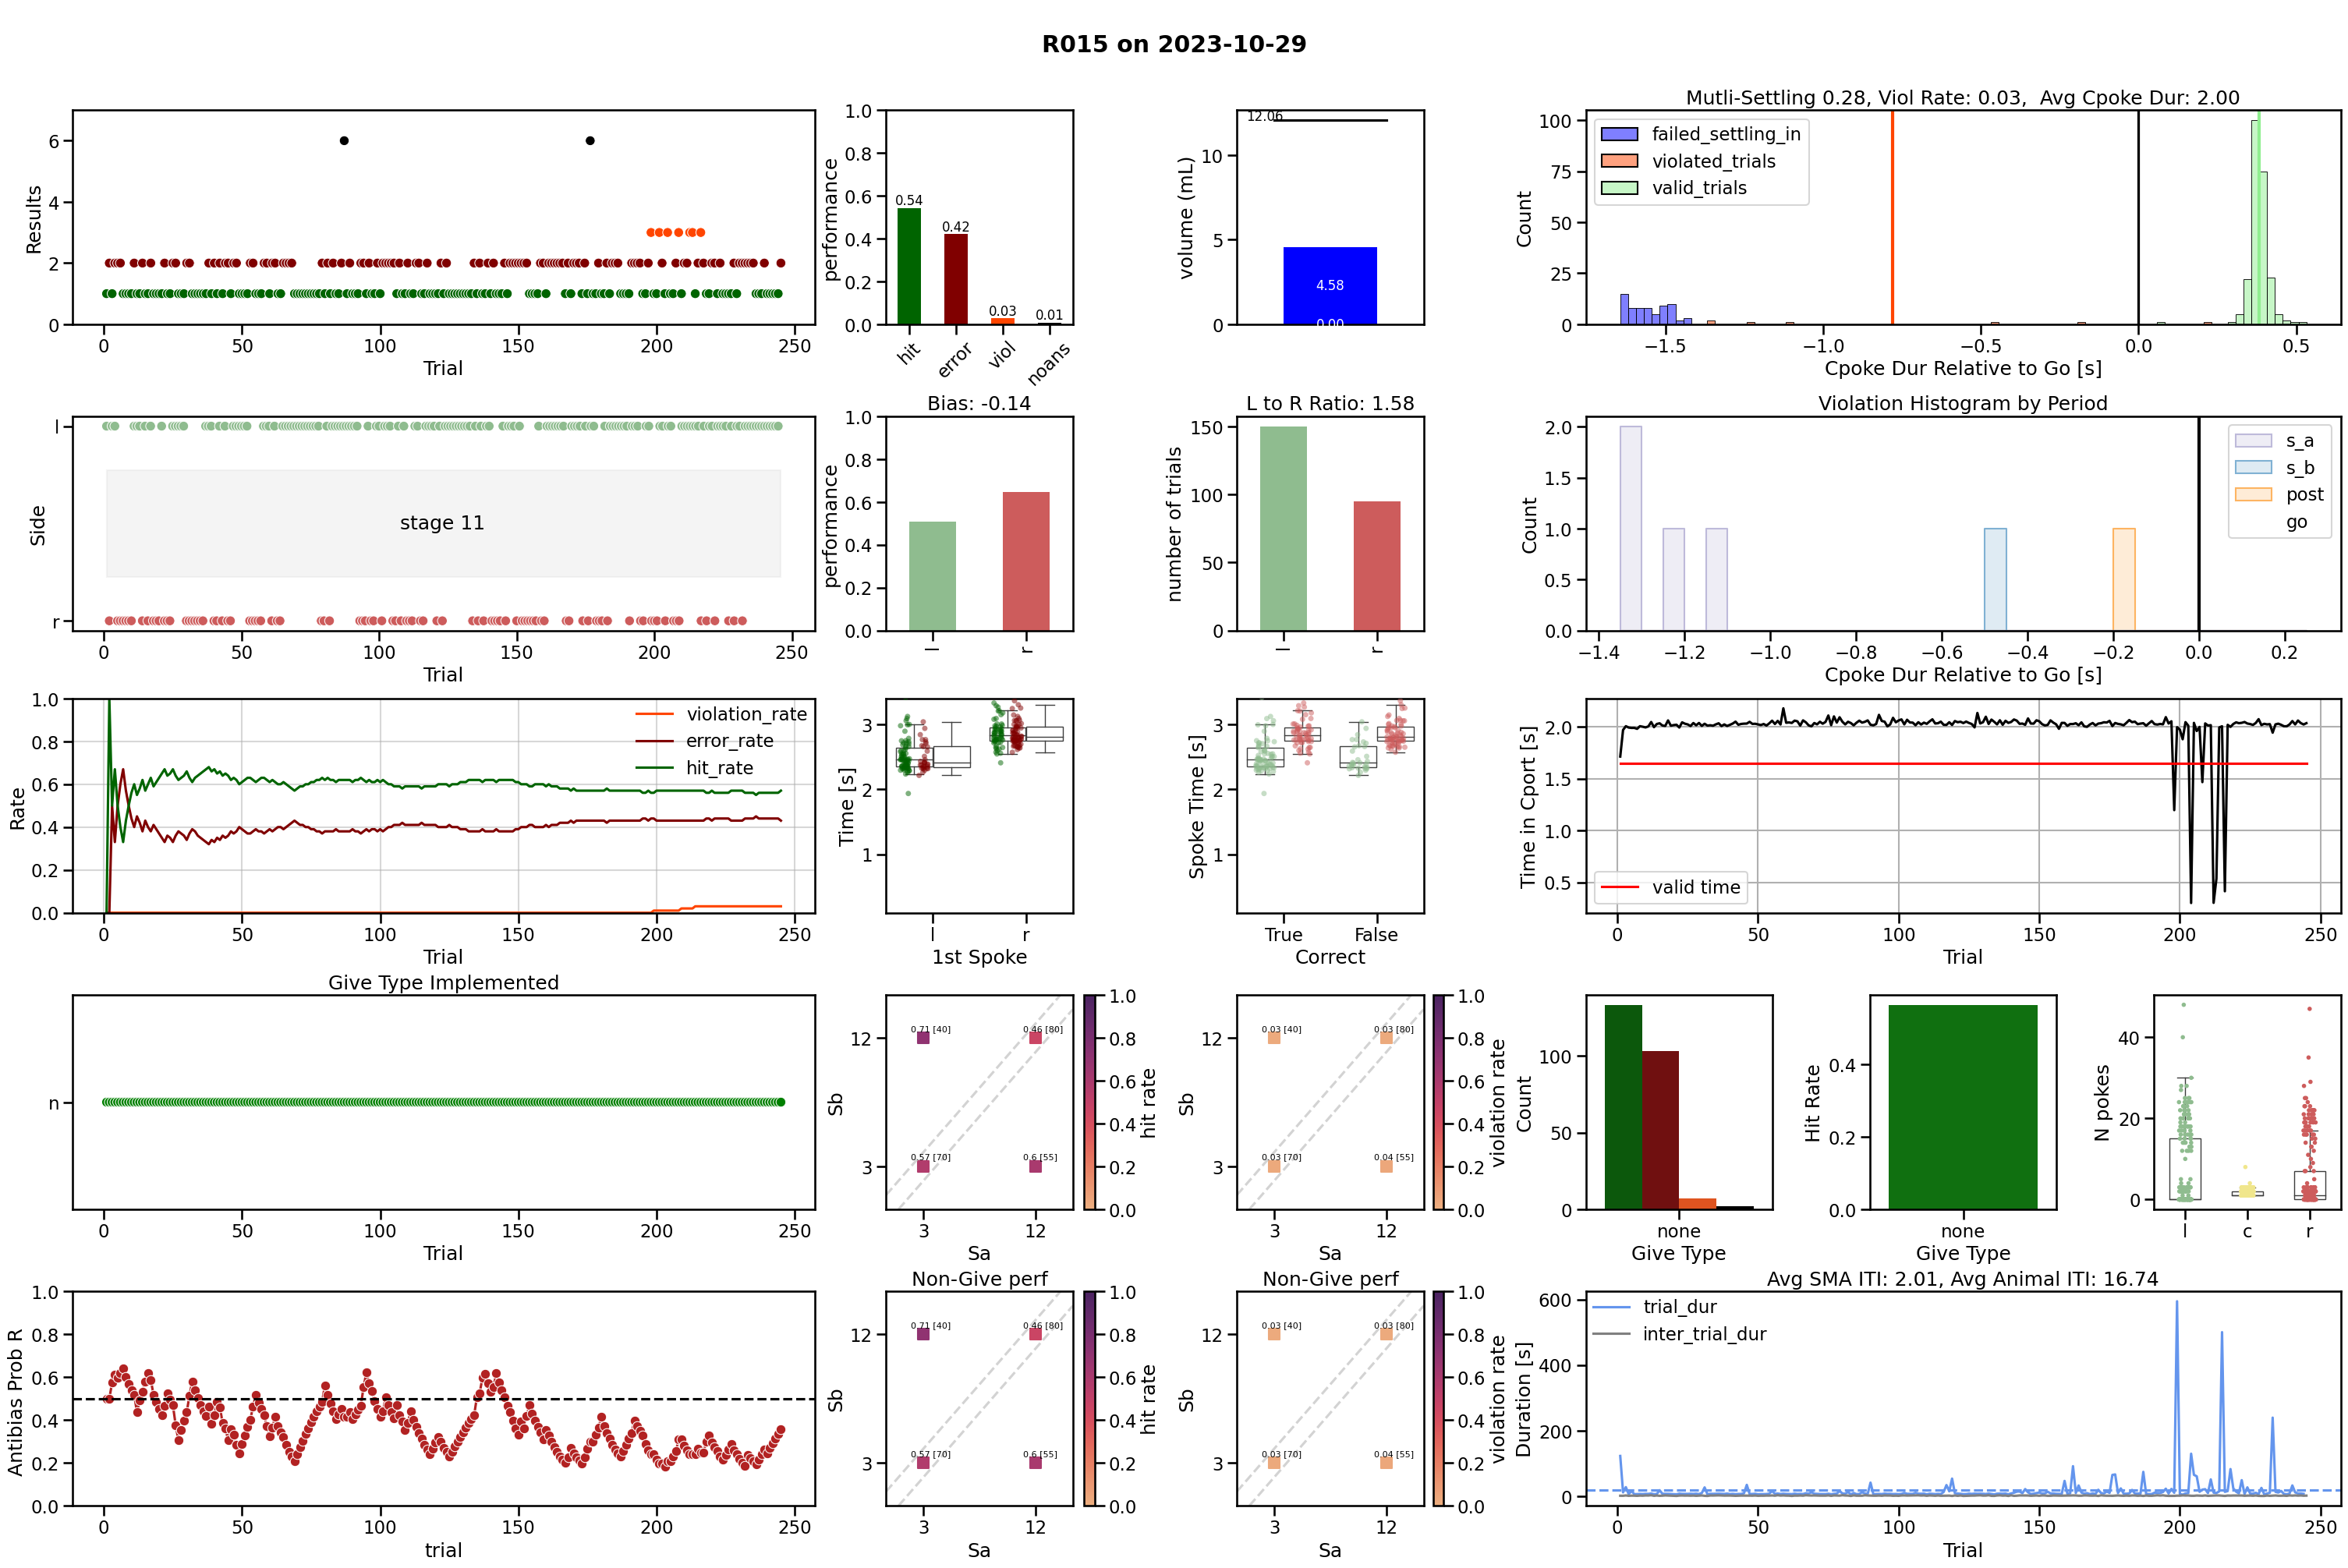 R015 on 2023-10-29
Results
6
4
2
0
0 50 100 150 200 250
Trial
performance
1.0
0.8
0.6
0.4
0.2
0.0
0.54
0.42
0.03
0.01
hit error viol noans
volume (mL)
10
5
0
12.06
4.58
0.00
Mutli-Settling 0.28, Viol Rate: 0.03,  Avg Cpoke Dur: 2.00
Count
100
75
50
25
0
failed_settling_in
violated_trials
valid_trials
−1.5 −1.0 −0.5 0.0 0.5
Cpoke Dur Relative to Go [s]
Side
l
r
stage 11
0 50 100 150 200 250
Trial
Bias: -0.14
performance
1.0
0.8
0.6
0.4
0.2
0.0
l r
L to R Ratio: 1.58
number of trials
150
100
50
0
l r
Violation Histogram by Period
Count
2.0
1.5
1.0
0.5
0.0
s_a
s_b
post
go
−1.4 −1.2 −1.0 −0.8 −0.6 −0.4 −0.2 0.0 0.2
Cpoke Dur Relative to Go [s]
Rate
1.0
0.8
0.6
0.4
0.2
0.0
violation_rate
error_rate
hit_rate
0 50 100 150 200 250
Trial
Time [s]
3
2
1
l r
1st Spoke
Spoke Time [s]
3
2
1
True False
Correct
Time in Cport [s]
2.0
1.5
1.0
0.5
valid time
0 50 100 150 200 250
Trial
Give Type Implemented
n
0 50 100 150 200 250
Trial
Sb
12
3
0.71 [40]
0.46 [80]
0.57 [70]
0.6 [55]
3 12
Sa
1.0
0.8
0.6
0.4
0.2
0.0
hit rate
Sb
12
3
0.03 [40]
0.03 [80]
0.03 [70]
0.04 [55]
3 12
Sa
1.0
0.8
0.6
0.4
0.2
0.0
violation rate
Count
100
50
0
none
Give Type
Hit Rate
0.4
0.2
0.0
none
Give Type
N pokes
40
20
0
l c r
Antibias Prob R
1.0
0.8
0.6
0.4
0.2
0.0
0 50 100 150 200 250
trial
Non-Give perf
Sb
12
3
0.71 [40]
0.46 [80]
0.57 [70]
0.6 [55]
3 12
Sa
1.0
0.8
0.6
0.4
0.2
0.0
hit rate
Non-Give perf
Sb
12
3
0.03 [40]
0.03 [80]
0.03 [70]
0.04 [55]
3 12
Sa
1.0
0.8
0.6
0.4
0.2
0.0
violation rate
Avg SMA ITI: 2.01, Avg Animal ITI: 16.74
Duration [s]
600
400
200
0
trial_dur
inter_trial_dur
0 50 100 150 200 250
Trial